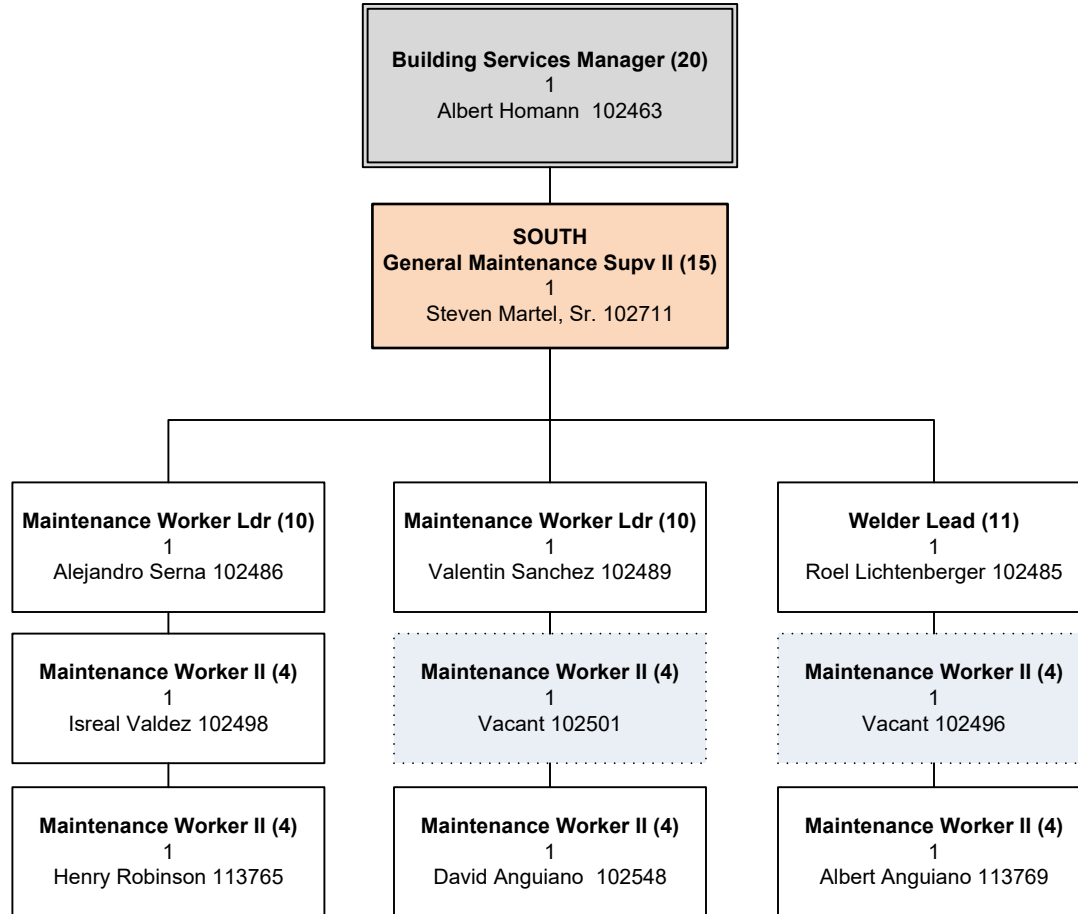 Building Services Manager (20)
1
Albert Homann 102463
SOUTH
General Maintenance Supv II (15)
1
Steven Martel, Sr. 102711
Maintenance Worker Ldr (10)
1
Alejandro Serna 102486
Maintenance Worker Ldr (10)
1
Valentin Sanchez 102489
Welder Lead (11)
1
Roel Lichtenberger 102485
Maintenance Worker II (4)
1
Isreal Valdez 102498
Maintenance Worker II (4)
1
Vacant 102501
Maintenance Worker II (4)
1
Vacant 102496
Maintenance Worker II (4)
1
Henry Robinson 113765
Maintenance Worker II (4)
1
David Anguiano 102548
Maintenance Worker II (4)
1
Albert Anguiano 113769